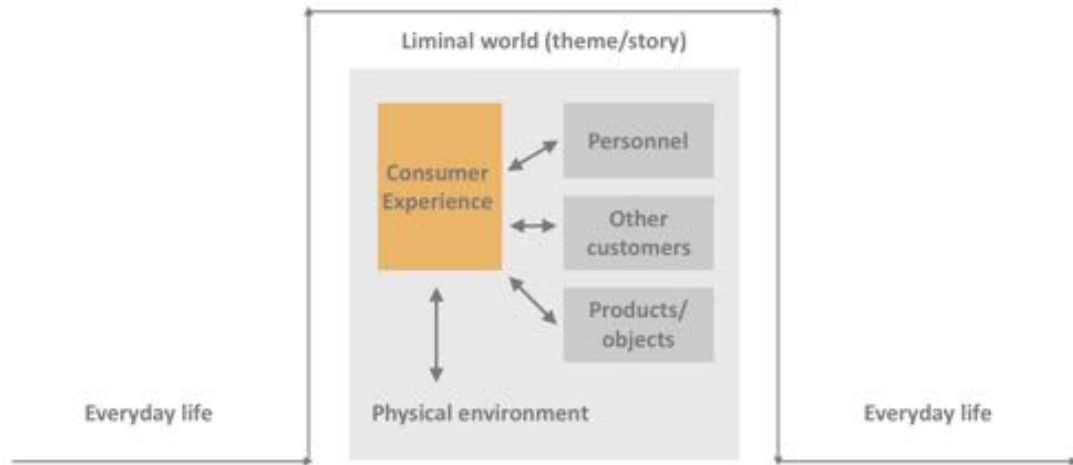 Liminal world (theme/story)
Consumer
Experience
Personnel
Other
customers
Products/
objects
Physical environment
Everyday life
Everyday life